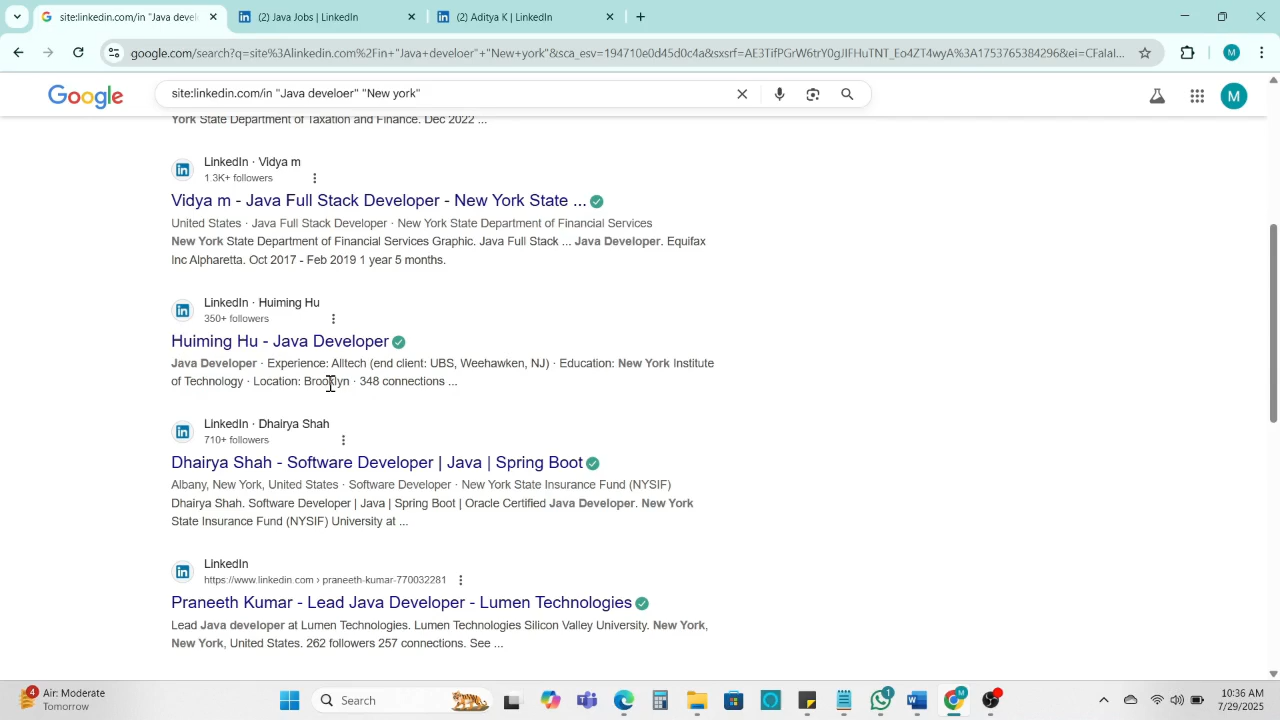 site:linkedin.com/in "Java devel
(2) Java Jobs | LinkedIn
(2) Aditya K | LinkedIn
google.com/search?q=site%3Alinkedin.com%2Fin+"Java+develoer"+"New+york"&sca_esv=194710e0d45d0c4a&sxsrf=AE3TifPGrW6trY0gJIFHuTNT_Eo4ZT4wyA%3A1753765384296&ei=CFalal...
M
Google
site:linkedin.com/in "Java develoer" "New york"
M
York State Department of Taxation and Finance. Dec 2022 ...
LinkedIn · Vidya m
1.3K+ followers
Vidya m - Java Full Stack Developer - New York State ...
United States · Java Full Stack Developer · New York State Department of Financial Services
New York State Department of Financial Services Graphic. Java Full Stack ... Java Developer. Equifax
Inc Alpharetta. Oct 2017 - Feb 2019 1 year 5 months.
LinkedIn · Huiming Hu
350+ followers
Huiming Hu - Java Developer
Java Developer · Experience: Alltech (end client: UBS, Weehawken, NJ) · Education: New York Institute
of Technology · Location: Brooklyn · 348 connections ...
LinkedIn · Dhairya Shah
710+ followers
Dhairya Shah - Software Developer | Java | Spring Boot
Albany, New York, United States · Software Developer · New York State Insurance Fund (NYSIF)
Dhairya Shah. Software Developer | Java | Spring Boot | Oracle Certified Java Developer. New York
State Insurance Fund (NYSIF) University at ...
LinkedIn
https://www.linkedin.com › praneeth-kumar-770032281
Praneeth Kumar - Lead Java Developer - Lumen Technologies
Lead Java developer at Lumen Technologies. Lumen Technologies Silicon Valley University. New York,
New York, United States. 262 followers 257 connections. See ...
4
Air: Moderate
Tomorrow
Search
1
10:36 AM
7/29/2025